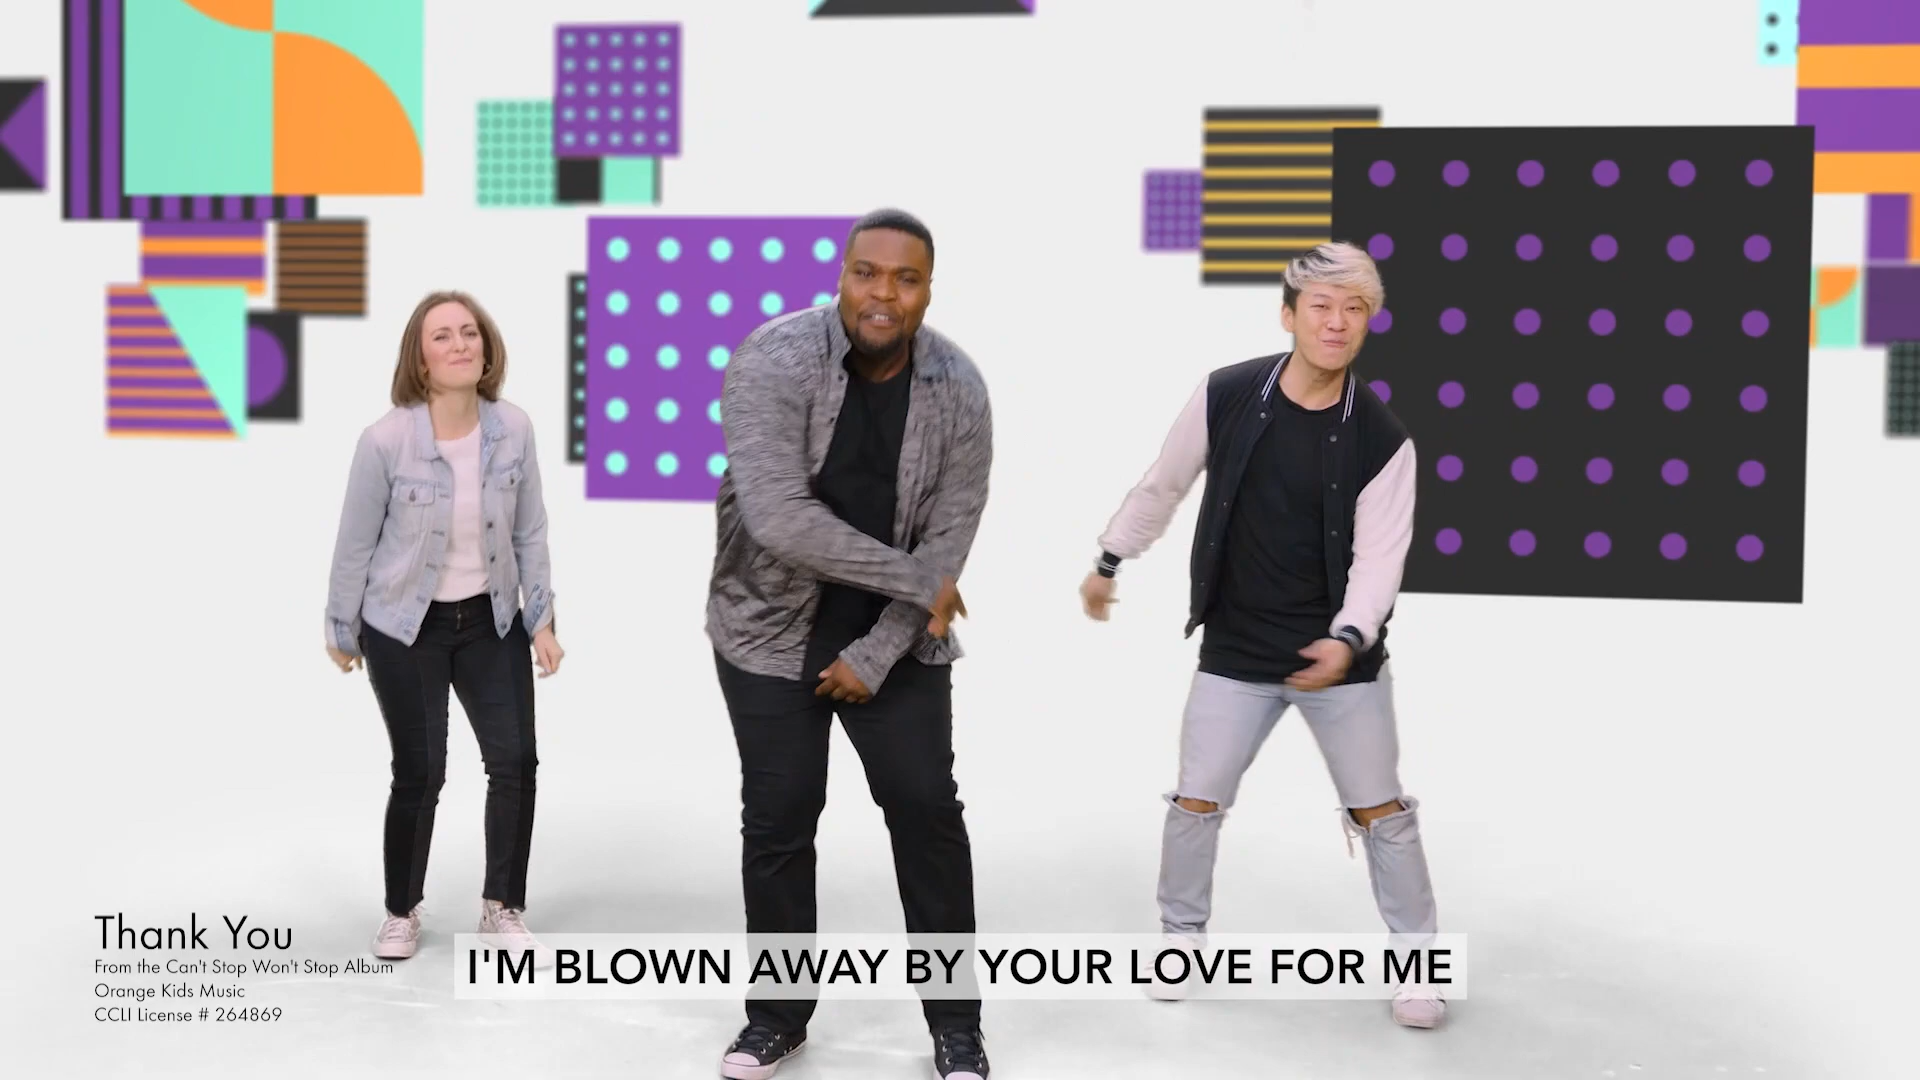 Thank You
From the Can't Stop Won't Stop Album
Orange Kids Music
CCLI License # 264869
I'M BLOWN AWAY BY YOUR LOVE FOR ME